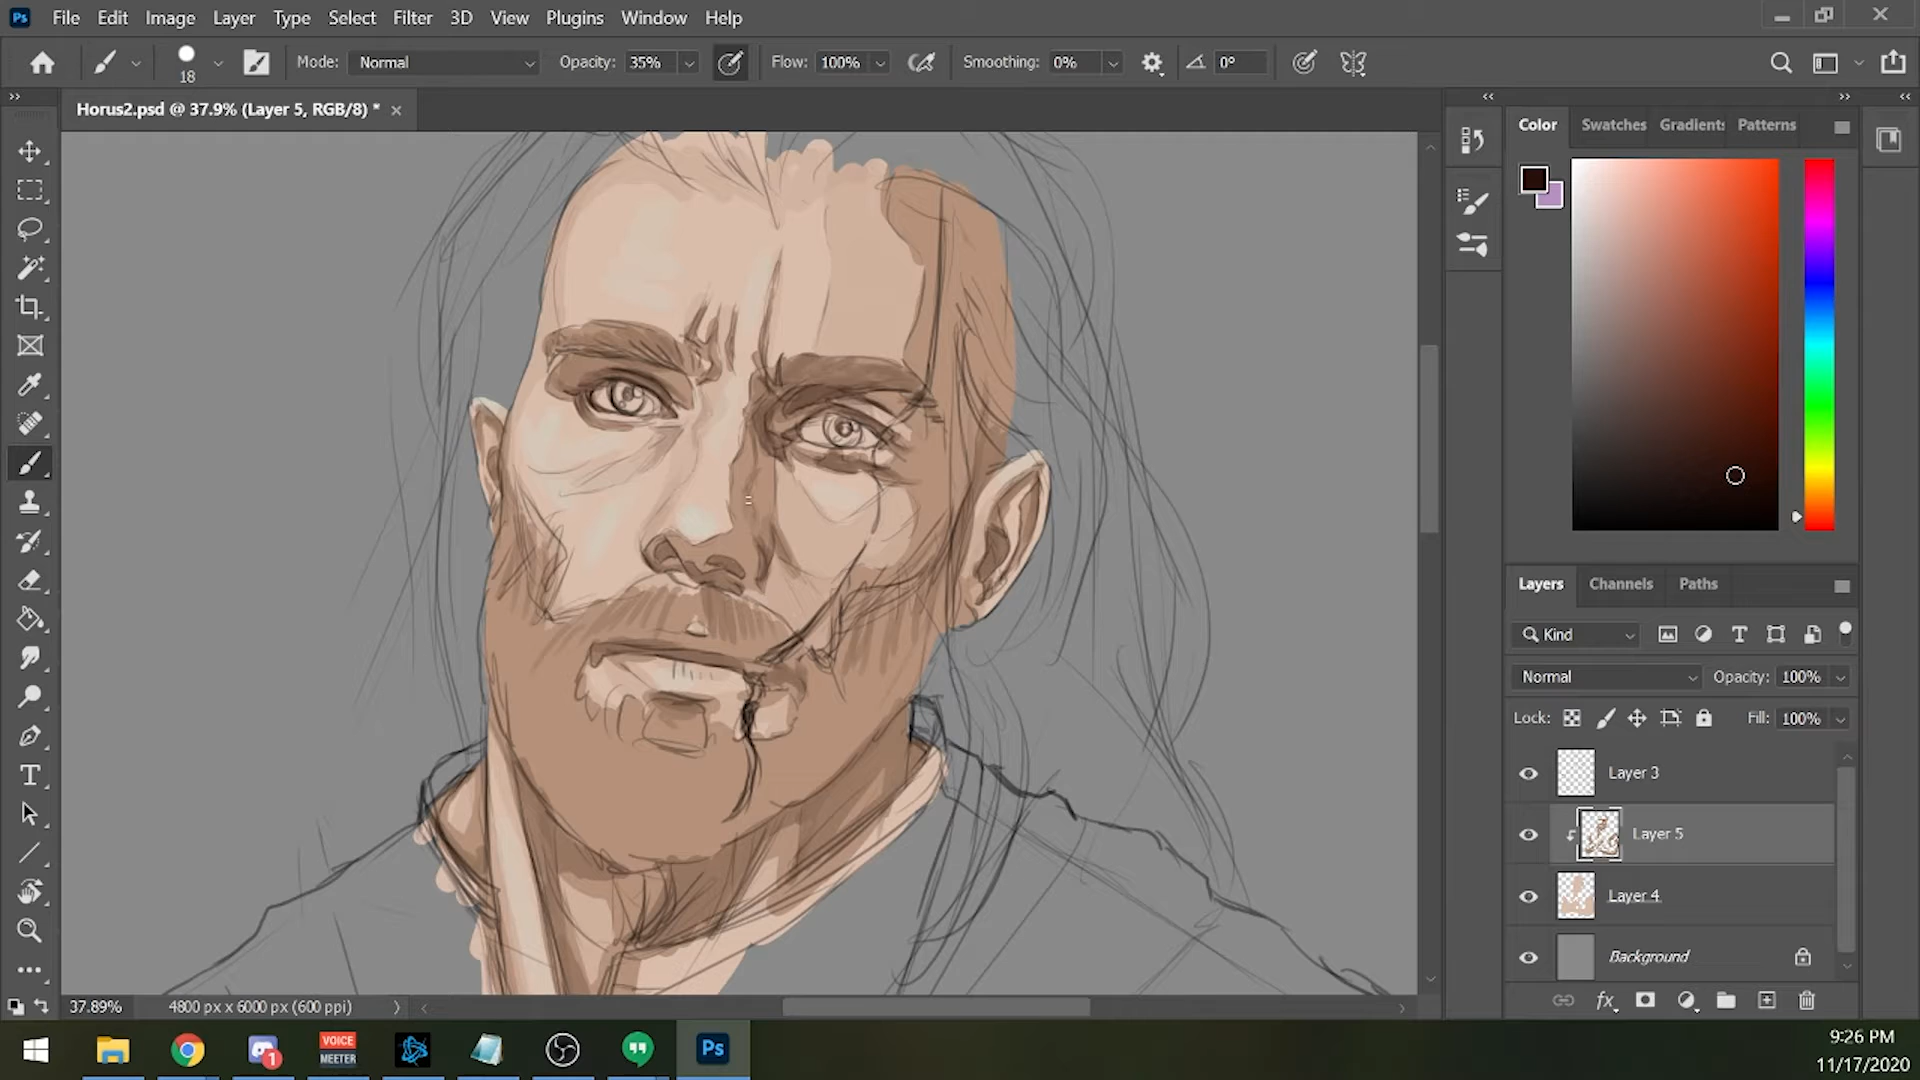 Ps File Edit Image Layer Type Select Filter 3D View Plugins Window Help
18 Mode: Normal Opacity: 35% Flow: 100% Smoothing: 0% 0°
Horus2.psd @ 37.9% (Layer 5, RGB/8) *
Color Swatches Gradients Patterns
Layers Channels Paths
Kind
Normal Opacity: 100%
Lock: Fill: 100%
Layer 3
Layer 5
Layer 4
Background
fx
37.89% 4800 px x 6000 px (600 ppi)
1 VOICE MEETER Ps
9:26 PM
11/17/2020